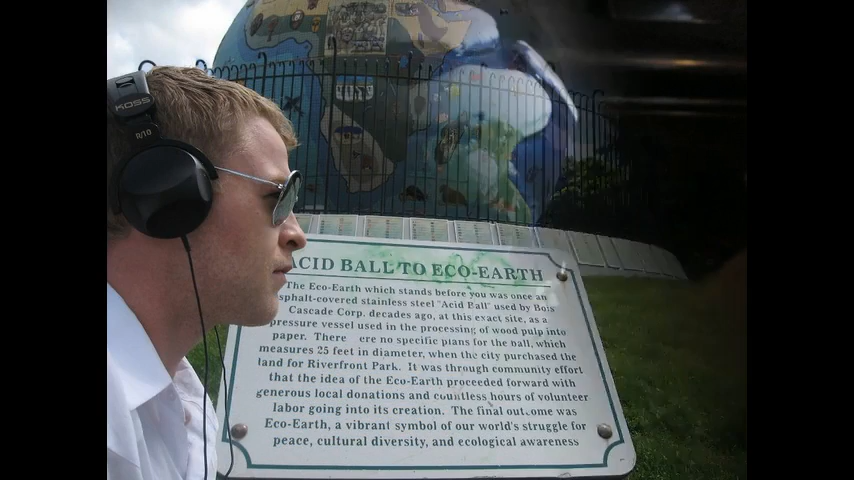 KOSS
R/10
ACID BALL TO ECO-EARTH
The Eco-Earth which stands before you was once an
sphalt-covered stainless steel "Acid Ball" used by Bois
Cascade Corp. decades ago, at this exact site, as a
pressure vessel used in the processing of wood pulp into
paper. There ere no specific plans for the ball, which
measures 25 feet in diameter, when the city purchased the
land for Riverfront Park. It was through community effort
that the idea of the Eco-Earth proceeded forward with
generous local donations and countless hours of volunteer
labor going into its creation. The final outcome was
Eco-Earth, a vibrant symbol of our world's struggle for
peace, cultural diversity, and ecological awareness